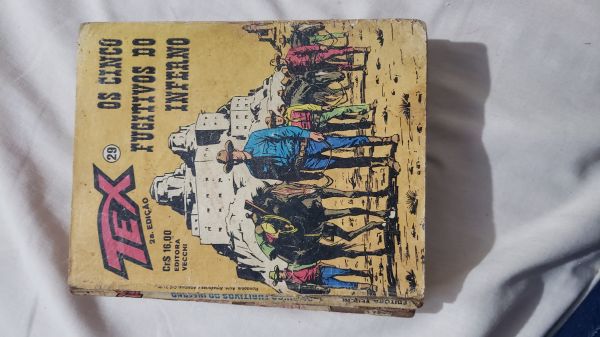 TEX
29
2ª EDIÇÃO
Cr$ 16,00
EDITORA
VECCHI
OS CINCO
FUGITIVOS DO
INFERNO